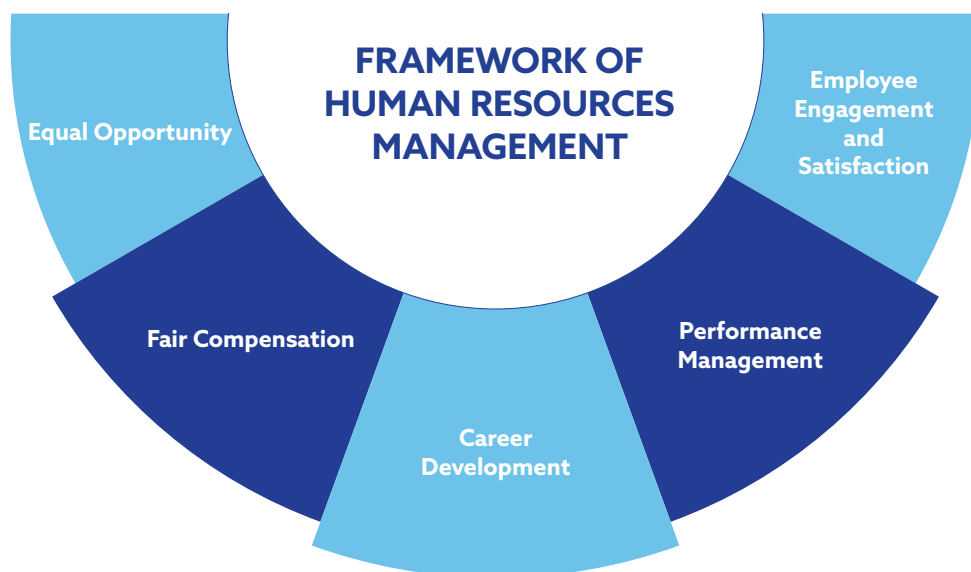 FRAMEWORK OF
HUMAN RESOURCES
MANAGEMENT
Equal Opportunity
Fair Compensation
Career
Development
Performance
Management
Employee
Engagement
and
Satisfaction